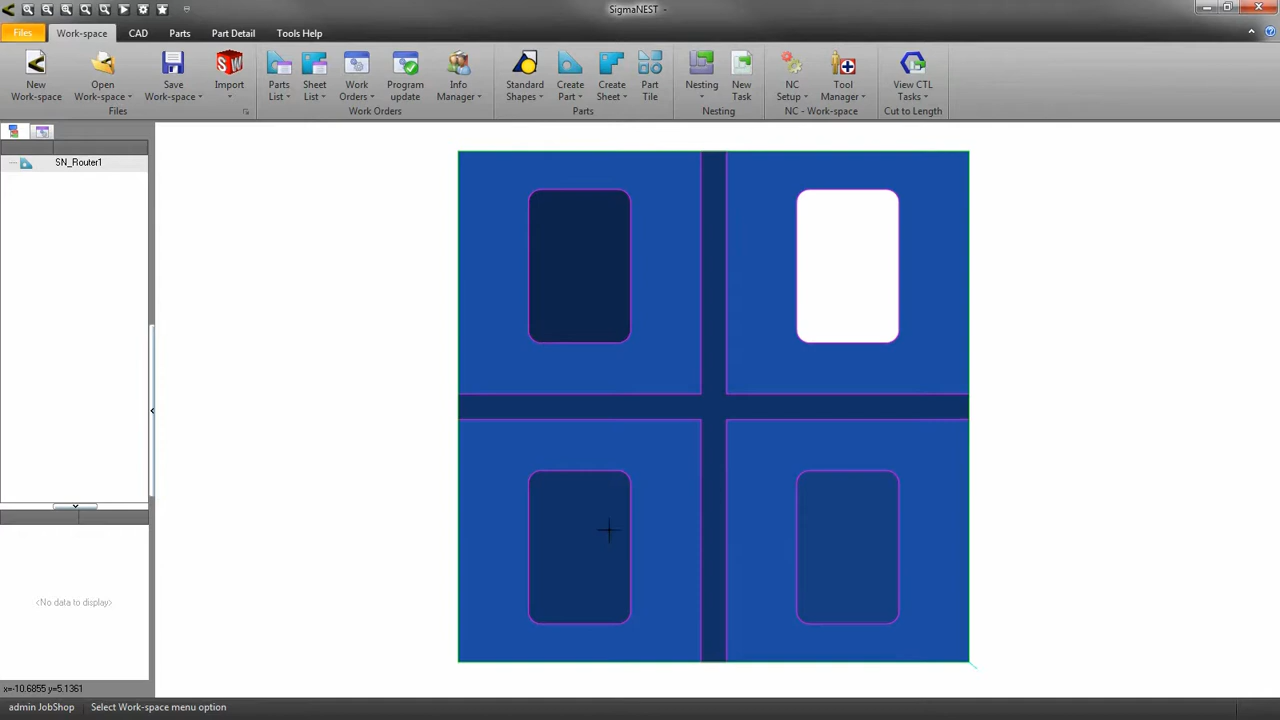 SigmaNEST -
Files
Work-space
CAD
Parts
Part Detail
Tools Help
New
Work-space
Open
Work-space
Save
Work-space
Import
Files
Parts
List
Sheet
List
Work
Orders
Program
update
Info
Manager
Work Orders
Standard
Shapes
Create
Part
Create
Sheet
Part
Tile
Parts
Nesting
New
Task
Nesting
NC
Setup
Tool
Manager
NC - Work-space
View CTL
Tasks
Cut to Length
SN_Router1
<No data to display>
x=-10.6855 y=5.1361
admin JobShop
Select Work-space menu option